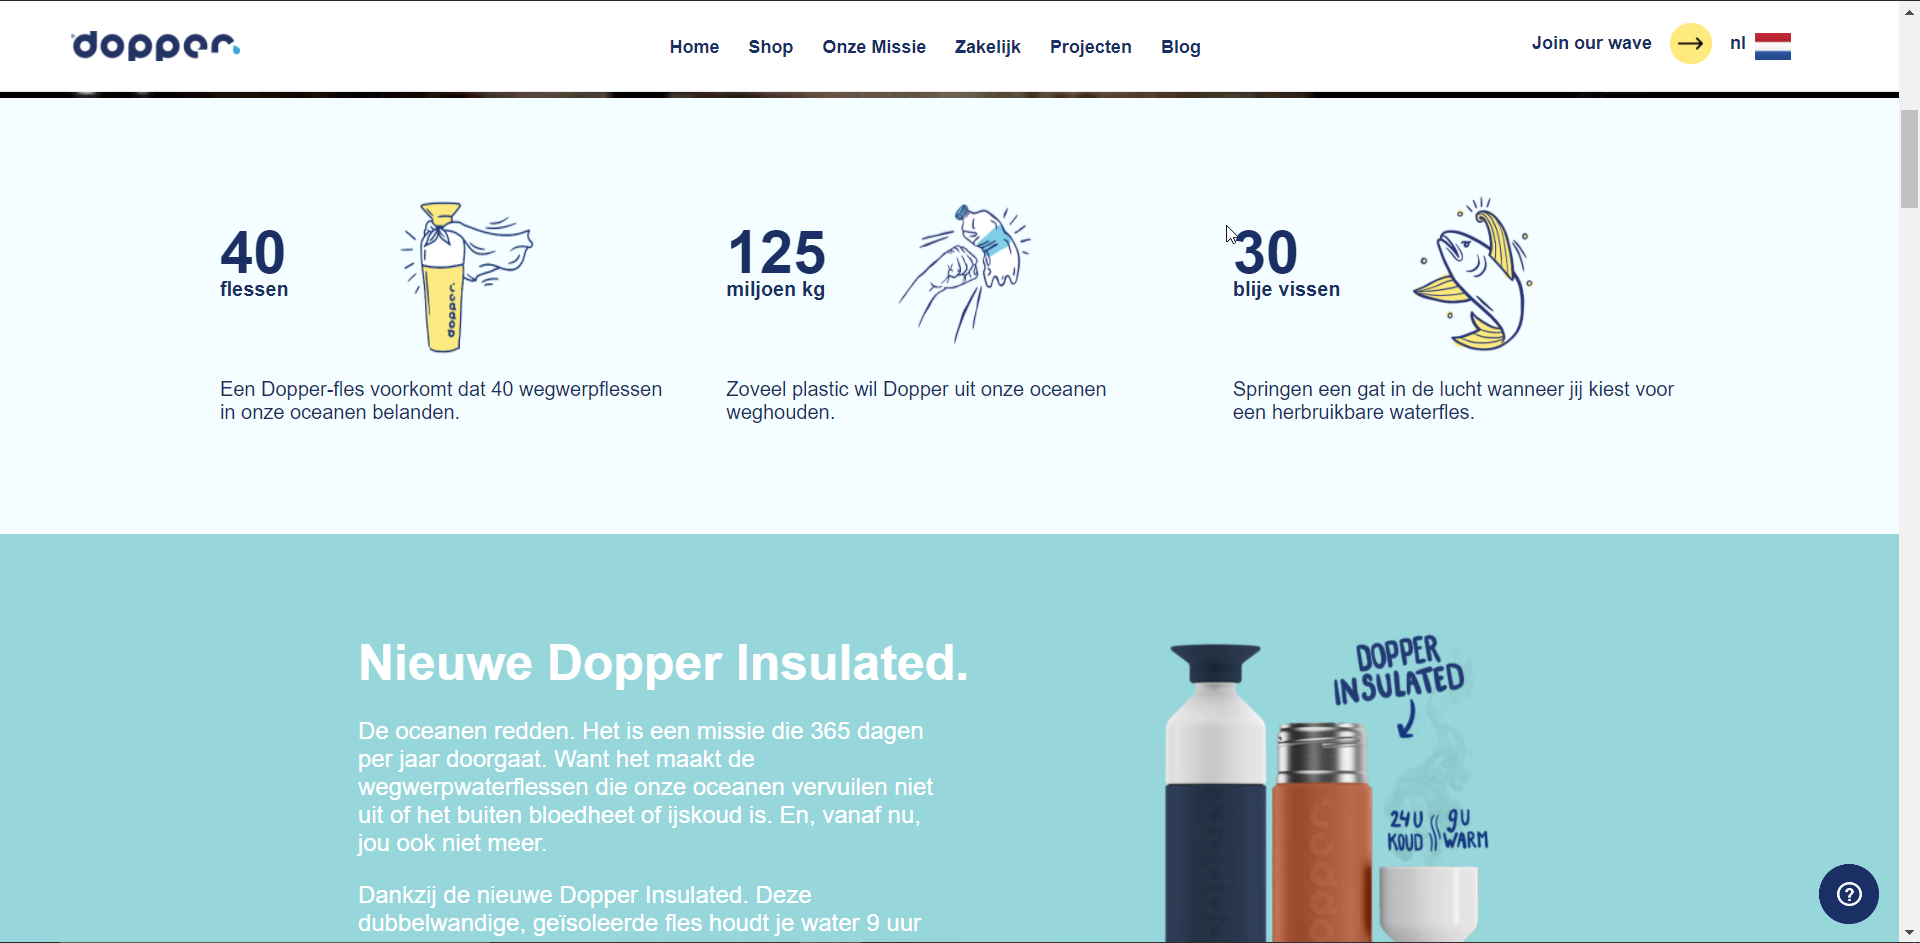 dopper
Home Shop Onze Missie Zakelijk Projecten Blog
Join our wave
nl
40
flessen
dopper.
Een Dopper-fles voorkomt dat 40 wegwerpflessen
in onze oceanen belanden.
125
miljoen kg
Zoveel plastic wil Dopper uit onze oceanen
weghouden.
30
blije vissen
Springen een gat in de lucht wanneer jij kiest voor
een herbruikbare waterfles.
Nieuwe Dopper Insulated.
De oceanen redden. Het is een missie die 365 dagen
per jaar doorgaat. Want het maakt de
wegwerpwaterflessen die onze oceanen vervuilen niet
uit of het buiten bloedheet of ijskoud is. En, vanaf nu,
jou ook niet meer.
Dankzij de nieuwe Dopper Insulated. Deze
dubbelwandige, geïsoleerde fles houdt je water 9 uur
DOPPER
INSULATED
24U
KOUD
9U
WARM
dopper
dopper
?